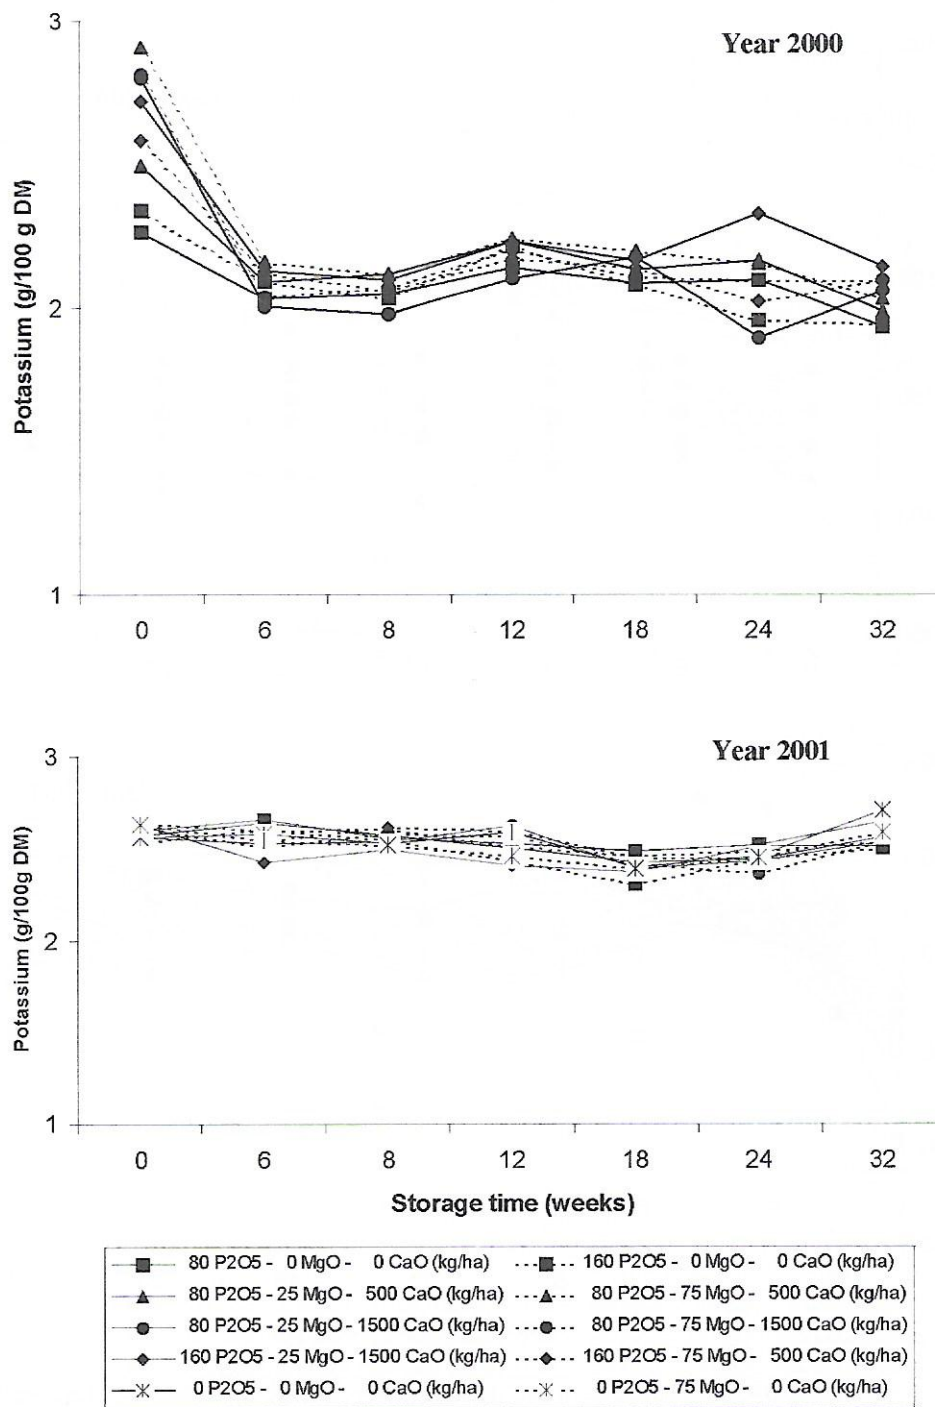 Year 2000
3
2
1
Potassium (g/100 g DM)
0 6 8 12 18 24 32
Year 2001
3
2
1
Potassium (g/100g DM)
0 6 8 12 18 24 32
Storage time (weeks)
80 P2O5 - 0 MgO - 0 CaO (kg/ha) 160 P2O5 - 0 MgO - 0 CaO (kg/ha)
80 P2O5 - 25 MgO - 500 CaO (kg/ha) 80 P2O5 - 75 MgO - 500 CaO (kg/ha)
80 P2O5 - 25 MgO - 1500 CaO (kg/ha) 80 P2O5 - 75 MgO - 1500 CaO (kg/ha)
160 P2O5 - 25 MgO - 1500 CaO (kg/ha) 160 P2O5 - 75 MgO - 500 CaO (kg/ha)
0 P2O5 - 0 MgO - 0 CaO (kg/ha) 0 P2O5 - 75 MgO - 0 CaO (kg/ha)